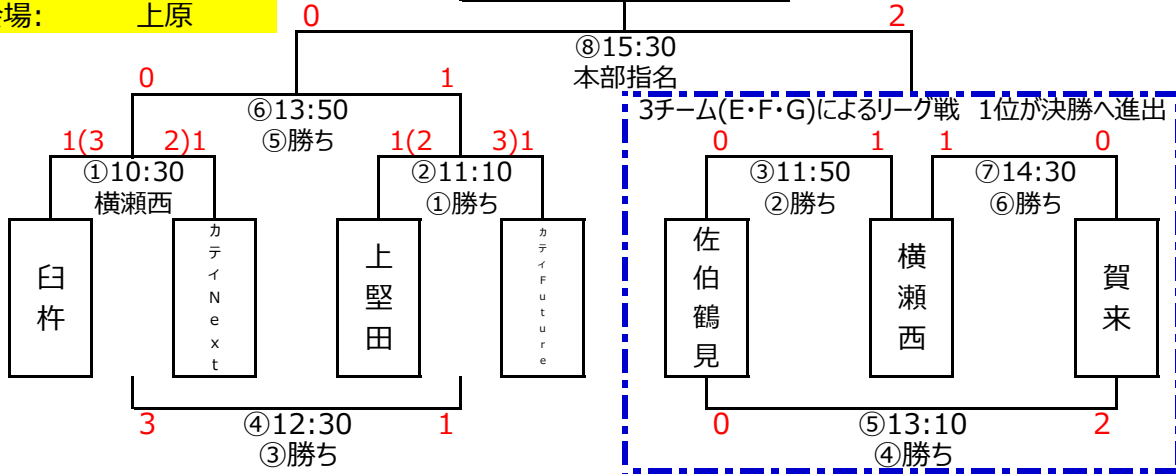 場: 上原
0 2
⑧15:30
本部指名
0 1
⑥13:50
⑤勝ち
3チーム(E・F・G)によるリーグ戦 1位が決勝へ進出
1(3 2)1
①10:30
横瀬西
1(2 3)1
②11:10
①勝ち
0 1
③11:50
②勝ち
1 0
⑦14:30
⑥勝ち
臼杵
カティNext
上堅田
カティFuture
佐伯鶴見
横瀬西
賀来
3 1
④12:30
③勝ち
0 2
⑤13:10
④勝ち